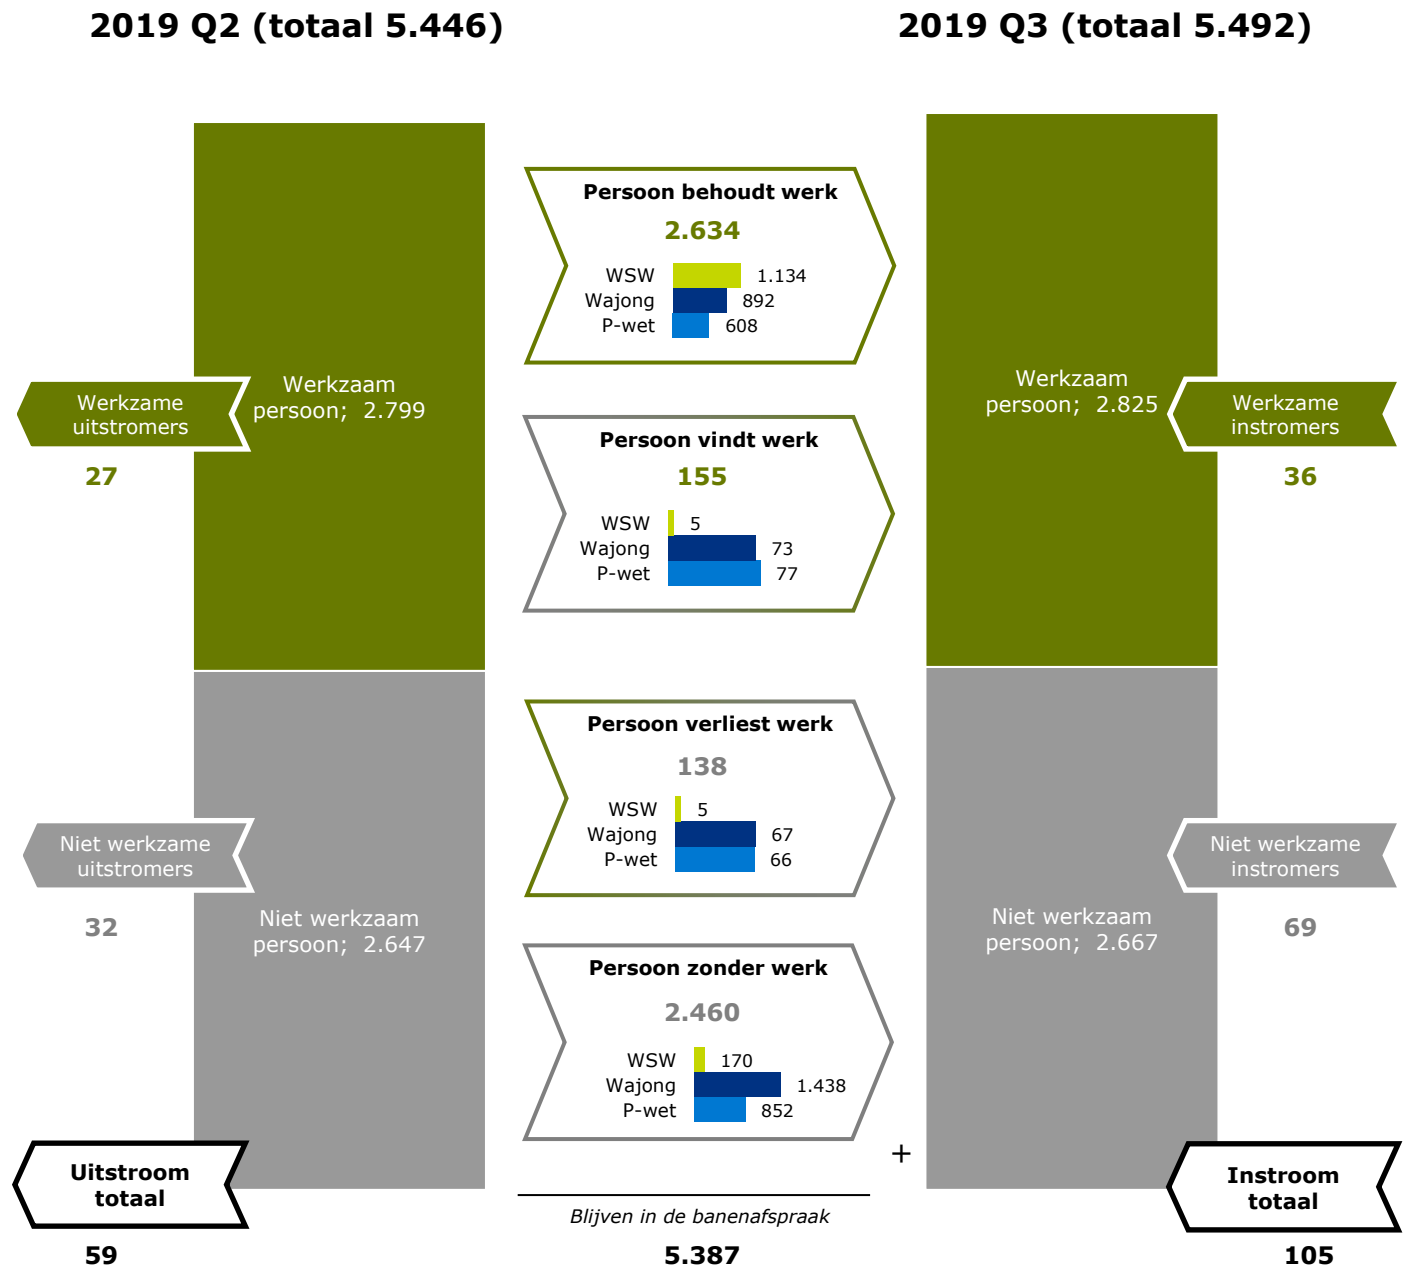 2019 Q2 (totaal 5.446)
2019 Q3 (totaal 5.492)
Werkzaam
persoon; 2.799
Werkzame
uitstromers
27
Niet werkzame
uitstromers
32
Niet werkzaam
persoon; 2.647
Uitstroom
totaal
59
Persoon behoudt werk
2.634
WSW 1.134
Wajong 892
P-wet 608
Persoon vindt werk
155
WSW 5
Wajong 73
P-wet 77
Persoon verliest werk
138
WSW 5
Wajong 67
P-wet 66
Persoon zonder werk
2.460
WSW 170
Wajong 1.438
P-wet 852
+
Blijven in de banenafspraak
5.387
Werkzaam
persoon; 2.825
Werkzame
instromers
36
Niet werkzame
instromers
69
Niet werkzaam
persoon; 2.667
Instroom
totaal
105